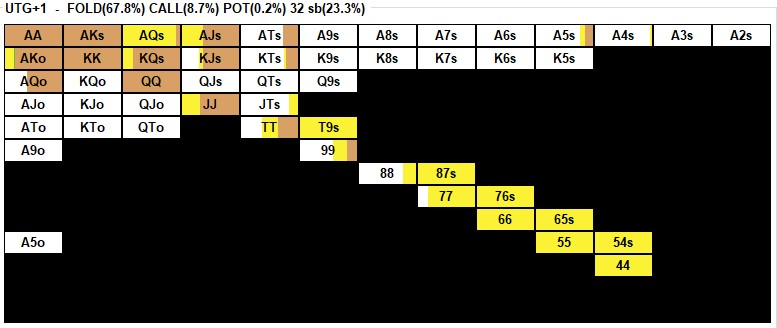 UTG+1 - FOLD(67.8%) CALL(8.7%) POT(0.2%) 32 sb(23.3%)
AA AKs AQs AJs ATs A9s A8s A7s A6s A5s A4s A3s A2s
AKo KK KQs KJs KTs K9s K8s K7s K6s K5s
AQo KQo QQ QJs QTs Q9s
AJo KJo QJo JJ JTs
ATo KTo QTo TT T9s
A9o 99
88 87s
77 76s
66 65s
A5o 55 54s
44